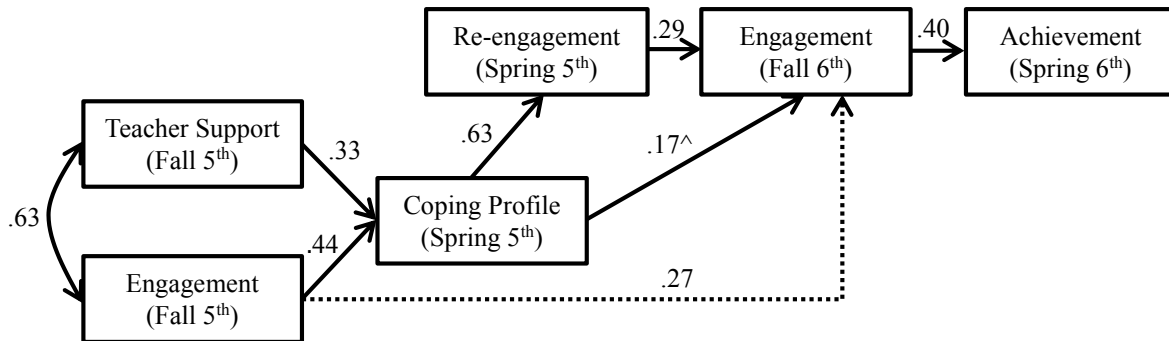 Re-engagement
(Spring 5th)
.29
Engagement
(Fall 6th)
.40
Achievement
(Spring 6th)
Teacher Support
(Fall 5th)
.33
.63
.17^
Coping Profile
(Spring 5th)
.63
.44
Engagement
(Fall 5th)
.27